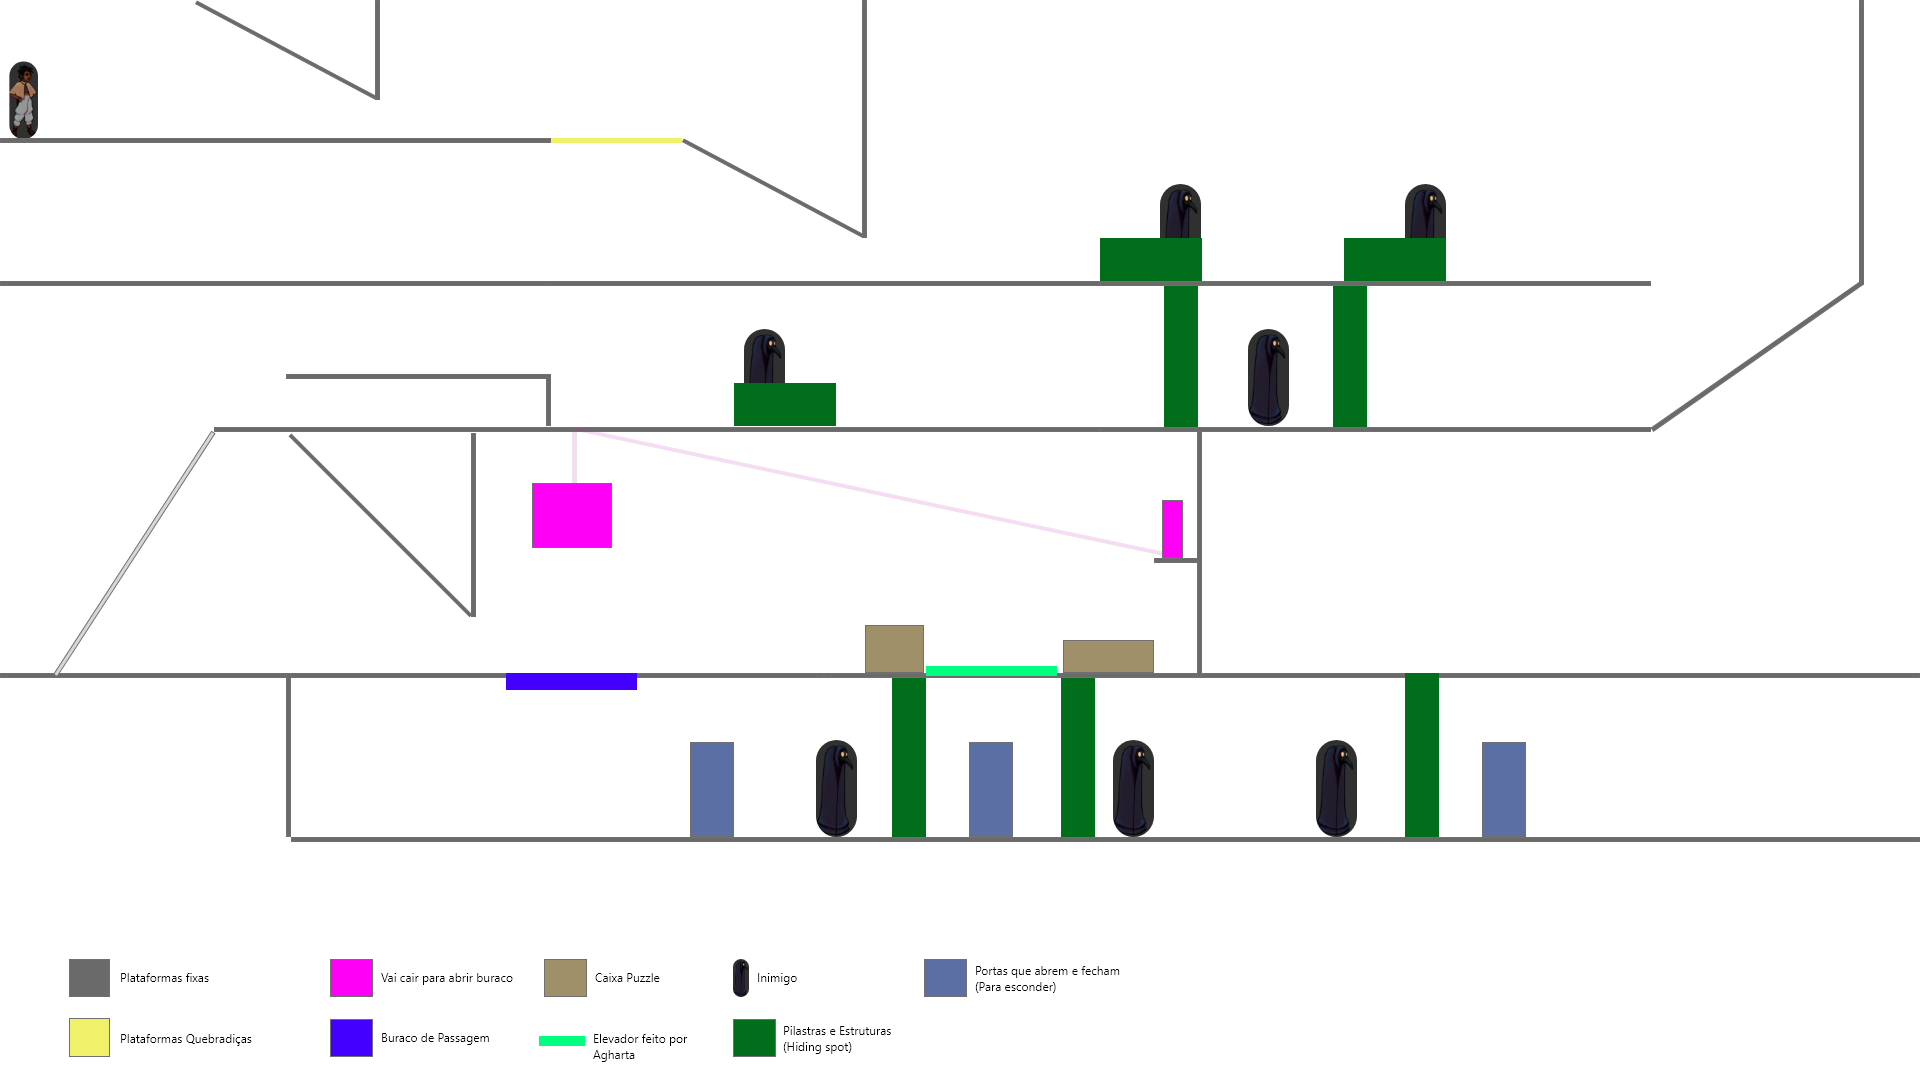 Plataformas fixas
Vai cair para abrir buraco
Caixa Puzzle
Inimigo
Portas que abrem e fecham
(Para esconder)
Plataformas Quebradiças
Buraco de Passagem
Elevador feito por
Agharta
Pilastras e Estruturas
(Hiding spot)